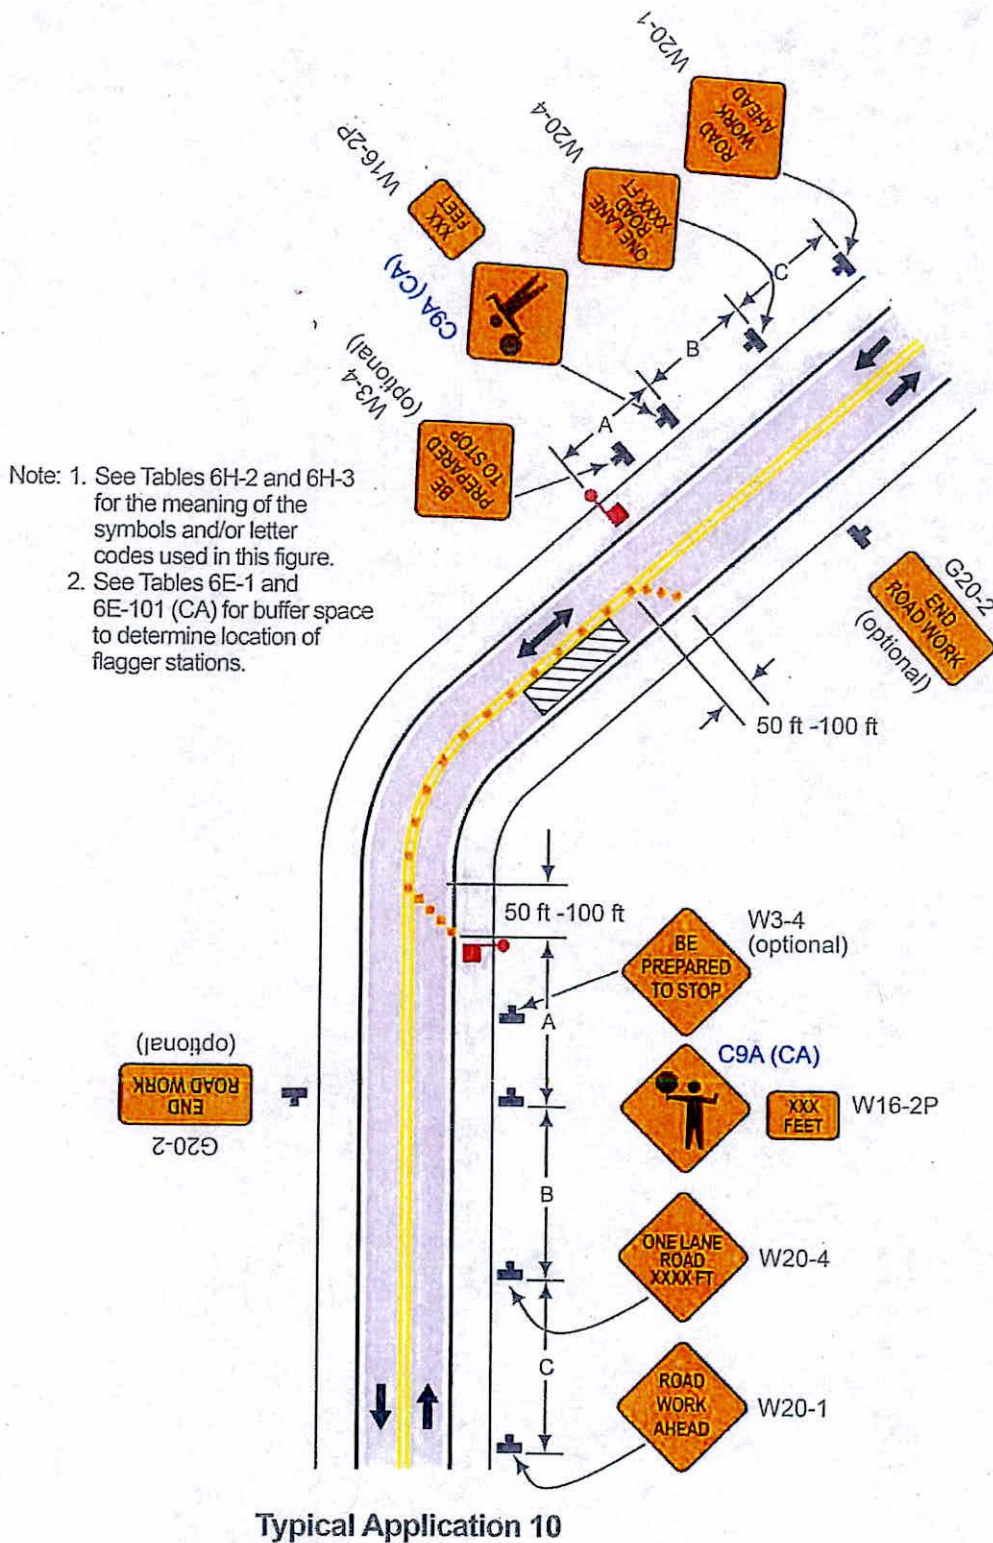 W20-1
ROAD
WORK
AHEAD
W20-4
ONE LANE
ROAD
XXXX FT
W16-2P
XXX
FEET
C9A (CA)
W3-4
(optional)
BE
PREPARED
TO STOP
C
B
A
Note: 1. See Tables 6H-2 and 6H-3
for the meaning of the
symbols and/or letter
codes used in this figure.
2. See Tables 6E-1 and
6E-101 (CA) for buffer space
to determine location of
flagger stations.
G20-2
END
ROAD WORK
(optional)
50 ft -100 ft
50 ft -100 ft
W3-4
(optional)
BE
PREPARED
TO STOP
A
C9A (CA)
XXX
FEET
W16-2P
(optional)
END
ROAD WORK
G20-2
B
ONE LANE
ROAD
XXXX FT
W20-4
C
ROAD
WORK
AHEAD
W20-1
Typical Application 10